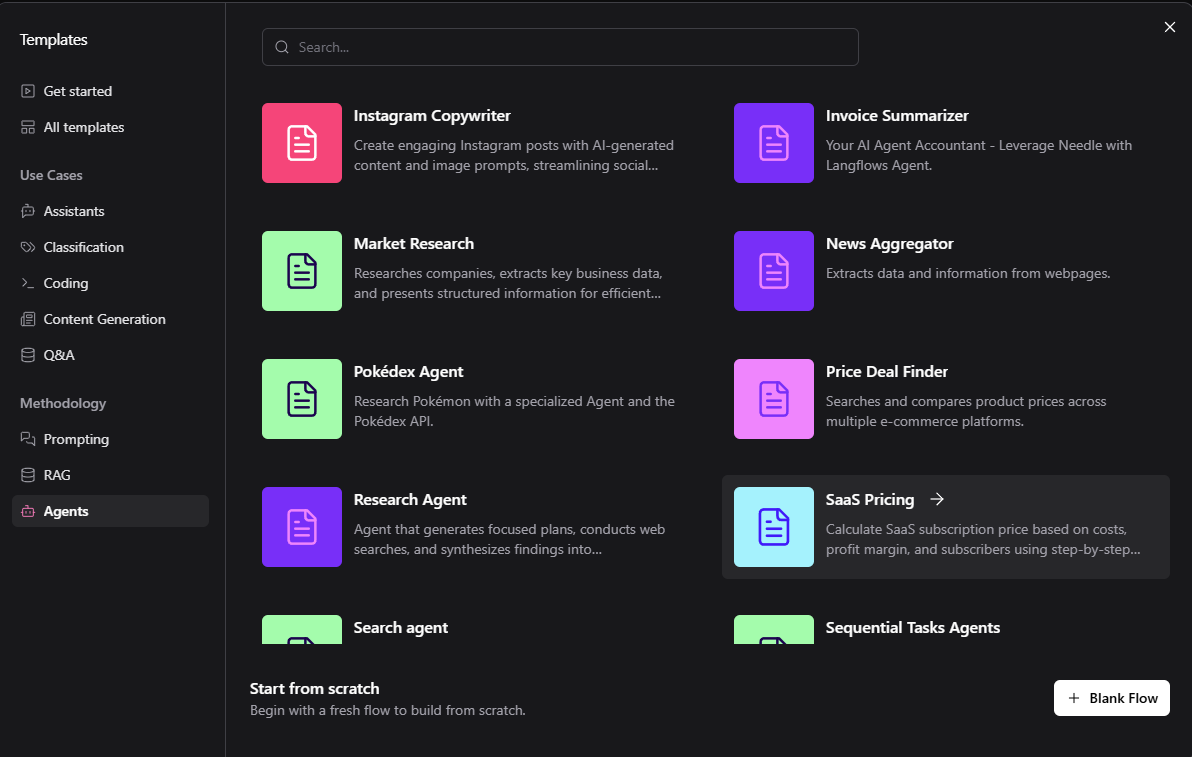 Templates
Search...
Get started
All templates
Use Cases
Assistants
Classification
Coding
Content Generation
Q&A
Methodology
Prompting
RAG
Agents
Instagram Copywriter
Create engaging Instagram posts with AI-generated
content and image prompts, streamlining social...
Invoice Summarizer
Your AI Agent Accountant - Leverage Needle with
Langflows Agent.
Market Research
Researches companies, extracts key business data,
and presents structured information for efficient...
News Aggregator
Extracts data and information from webpages.
Pokédex Agent
Research Pokémon with a specialized Agent and the
Pokédex API.
Price Deal Finder
Searches and compares product prices across
multiple e-commerce platforms.
Research Agent
Agent that generates focused plans, conducts web
searches, and synthesizes findings into...
SaaS Pricing
Calculate SaaS subscription price based on costs,
profit margin, and subscribers using step-by-step...
Search agent
Sequential Tasks Agents
Start from scratch
Begin with a fresh flow to build from scratch.
Blank Flow